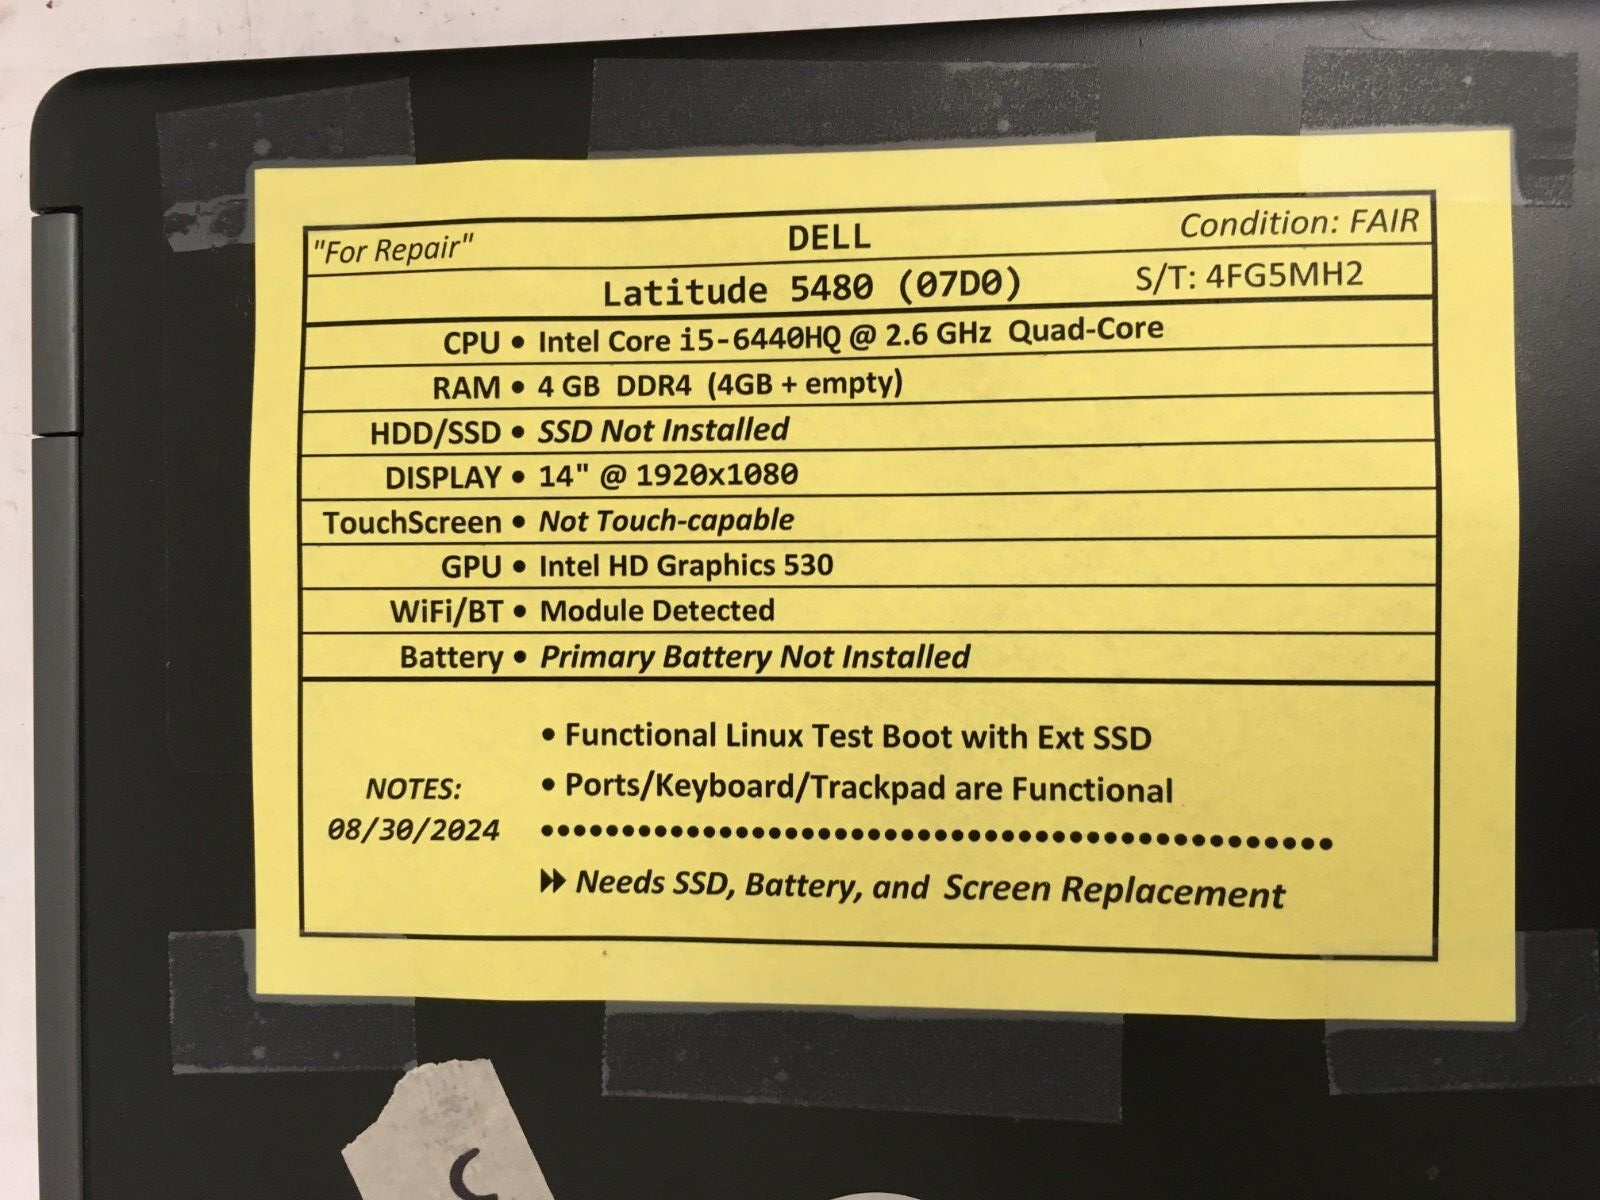 "For Repair" DELL Condition: FAIR
Latitude 5480 (07D0) S/T: 4FG5MH2
CPU • Intel Core i5-6440HQ @ 2.6 GHz Quad-Core
RAM • 4 GB DDR4 (4GB + empty)
HDD/SSD • SSD Not Installed
DISPLAY • 14" @ 1920x1080
TouchScreen • Not Touch-capable
GPU • Intel HD Graphics 530
WiFi/BT • Module Detected
Battery • Primary Battery Not Installed
• Functional Linux Test Boot with Ext SSD
NOTES: • Ports/Keyboard/Trackpad are Functional
08/30/2024
Needs SSD, Battery, and Screen Replacement